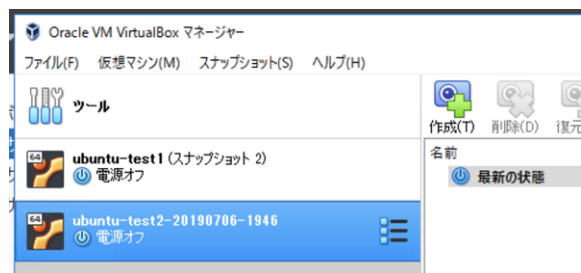 Oracle VM VirtualBox マネージャー
ファイル(F) 仮想マシン(M) スナップショット(S) ヘルプ(H)
ツール
作成(T) 削除(D) 復元
名前
最新の状態
64
ubuntu-test1 (スナップショット 2)
電源オフ
64
ubuntu-test2-20190706-1946
電源オフ